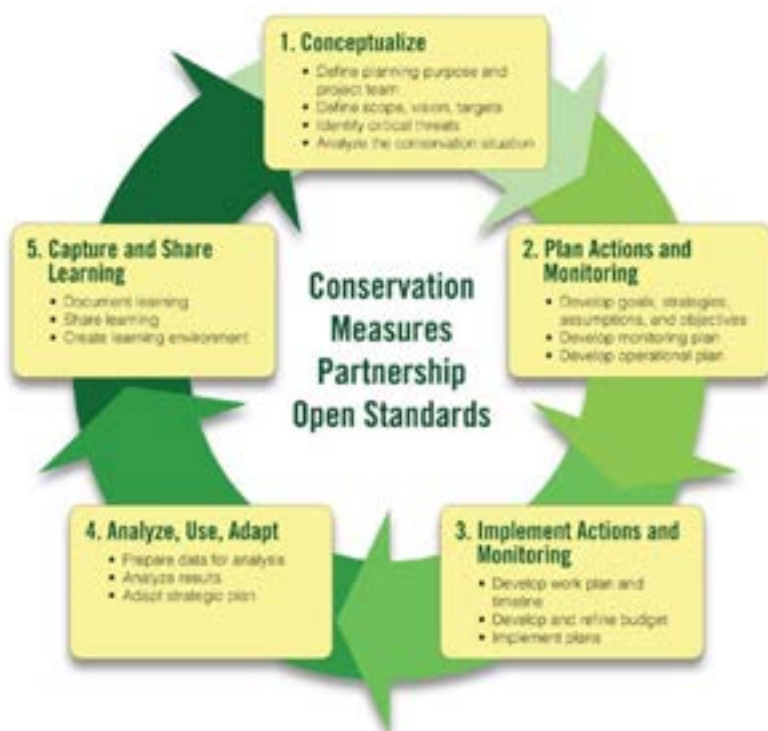 1. Conceptualize
• Define planning purpose and
project team
• Define scope, vision, targets
• Identify critical threats
• Analyze the conservation situation
2. Plan Actions and
Monitoring
• Develop goals, strategies,
assumptions, and objectives
• Develop monitoring plan
• Develop operational plan
3. Implement Actions and
Monitoring
• Develop work plan and
timeline
• Develop and refine budget
• Implement plans
4. Analyze, Use, Adapt
• Prepare data for analysis
• Analyze results
• Adapt strategic plan
5. Capture and Share
Learning
• Document learning
• Share learning
• Create learning environment
Conservation
Measures
Partnership
Open Standards